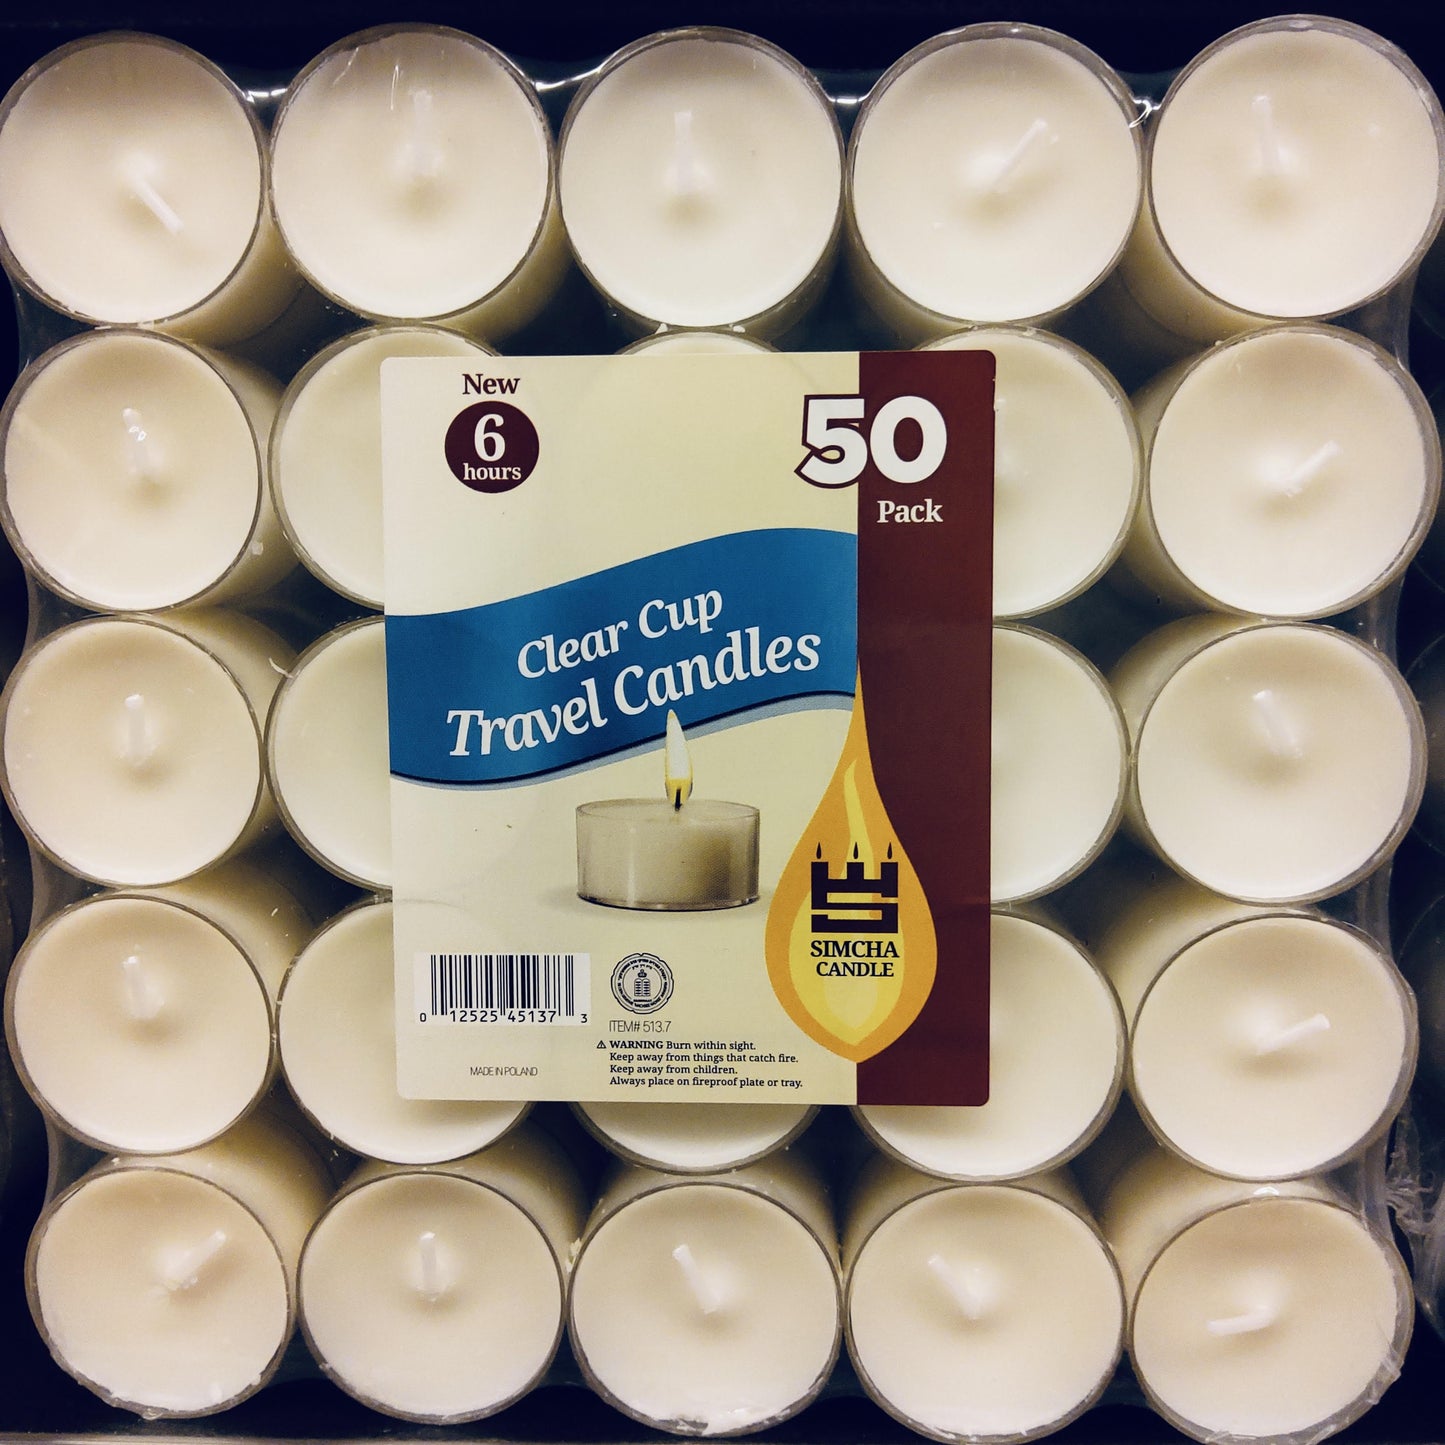 New
6
hours
50
Pack
Clear Cup
Travel Candles
SIMCHA
CANDLE
0 12525 45137 3
ITEM# 513.7
⚠ WARNING Burn within sight.
Keep away from things that catch fire.
Keep away from children.
Always place on fireproof plate or tray.
MADE IN POLAND